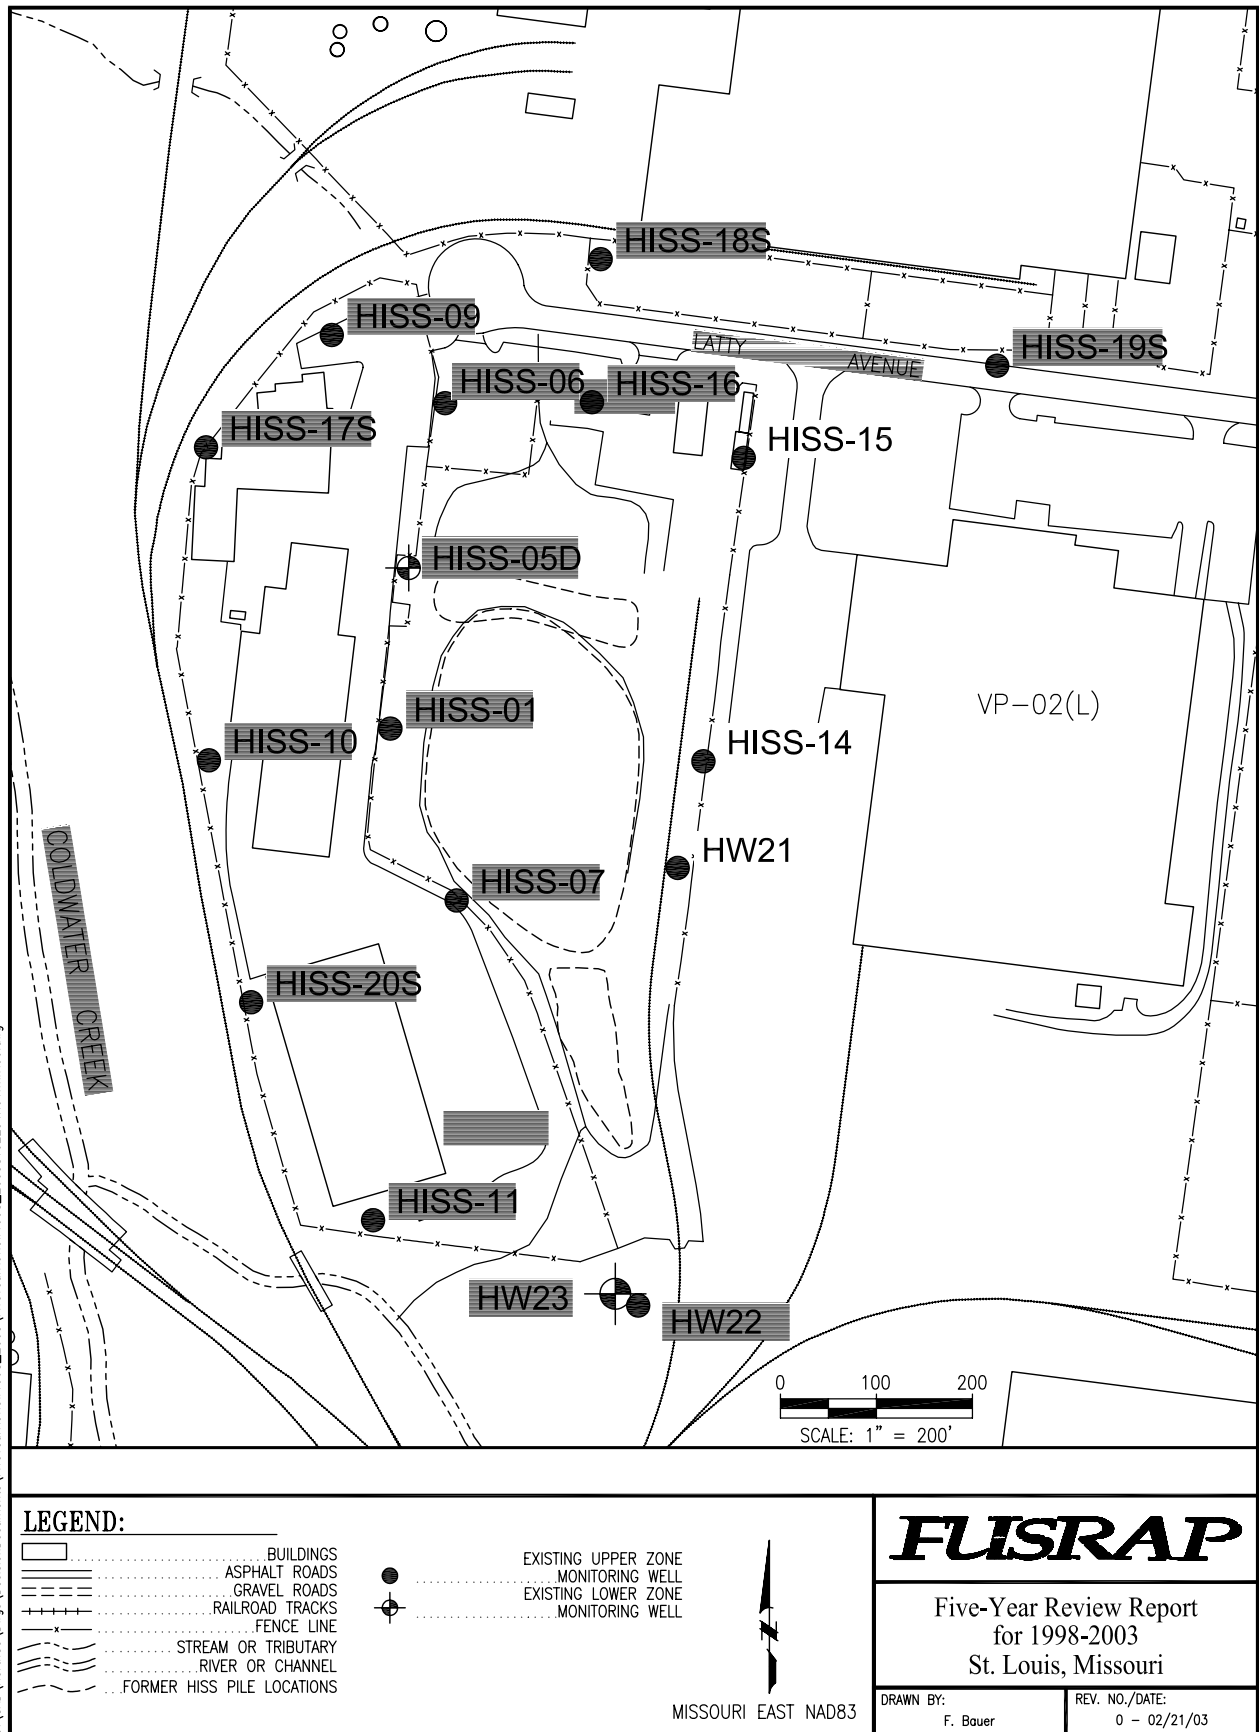 HISS-18S
HISS-09
LATTY AVENUE
HISS-19S
HISS-06
HISS-16
HISS-17S
HISS-15
HISS-05D
HISS-01
VP-02(L)
HISS-10
HISS-14
HW21
COLDWATER CREEK
HISS-07
HISS-20S
HISS-11
HW23
HW22
0 100 200
SCALE: 1" = 200'
LEGEND:
BUILDINGS
ASPHALT ROADS
GRAVEL ROADS
RAILROAD TRACKS
FENCE LINE
STREAM OR TRIBUTARY
RIVER OR CHANNEL
FORMER HISS PILE LOCATIONS
EXISTING UPPER ZONE
MONITORING WELL
EXISTING LOWER ZONE
MONITORING WELL
N
MISSOURI EAST NAD83
FUSRAP
Five-Year Review Report
for 1998-2003
St. Louis, Missouri
DRAWN BY:
F. Bauer
REV. NO./DATE:
0 - 02/21/03